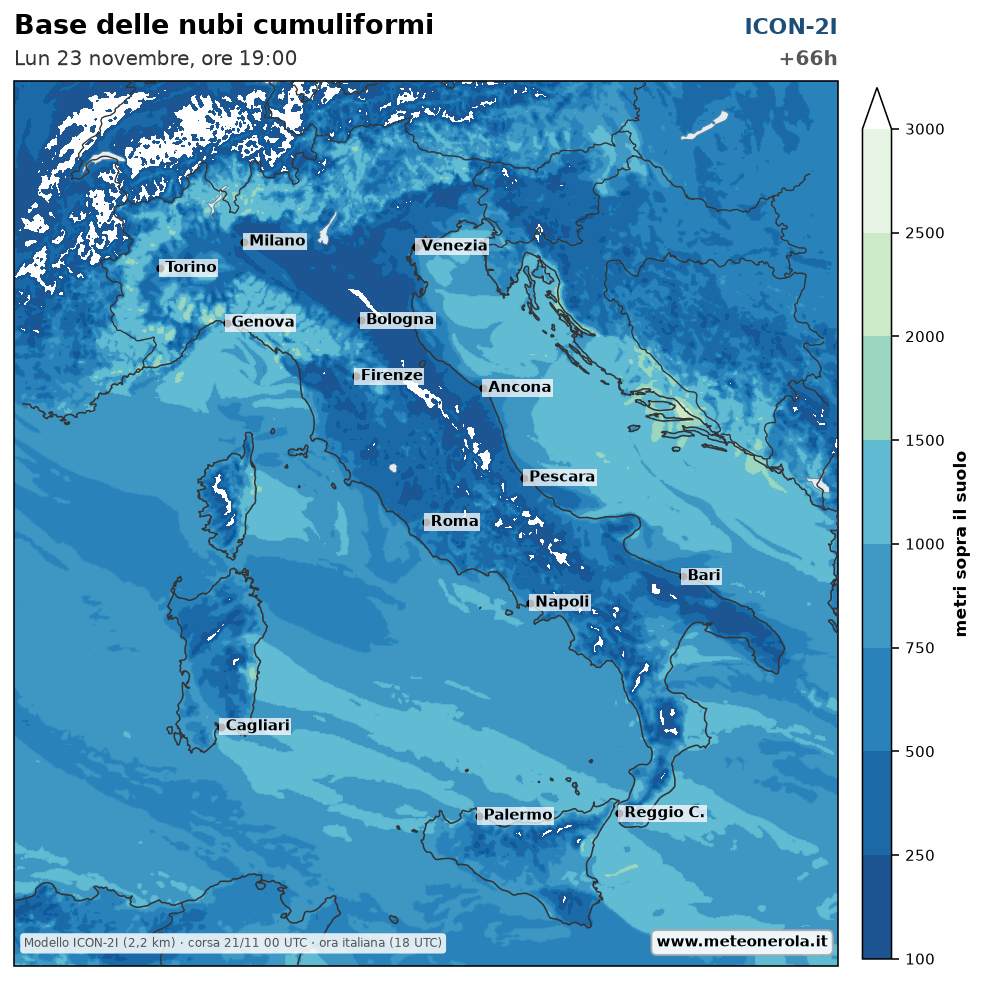 Base delle nubi cumuliformi
ICON-2I
Lun 23 novembre, ore 19:00
+66h
3000
2500
2000
1500
1000
750
500
250
100
metri sopra il suolo
Milano
Venezia
Torino
Genova
Bologna
Firenze
Ancona
Pescara
Roma
Bari
Napoli
Cagliari
Palermo
Reggio C.
Modello ICON-2I (2,2 km) · corsa 21/11 00 UTC · ora italiana (18 UTC)
www.meteonerola.it